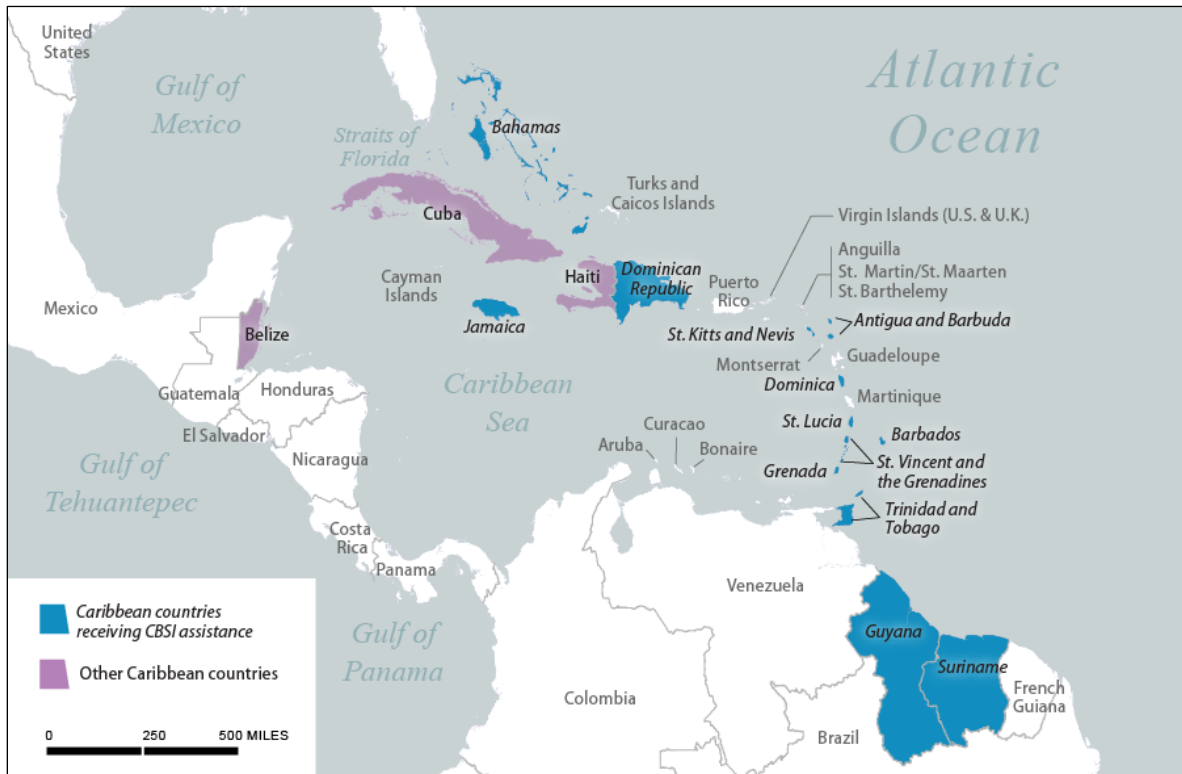 United
States
Gulf of
Mexico
Atlantic
Ocean
Straits of
Florida
Bahamas
Turks and
Caicos Islands
Cuba
Virgin Islands (U.S. & U.K.)
Anguilla
St. Martin/St. Maarten
St. Barthelemy
Cayman
Islands
Haiti
Dominican
Republic
Puerto
Rico
Mexico
Jamaica
Belize
St. Kitts and Nevis
Antigua and Barbuda
Montserrat
Guadeloupe
Guatemala
Honduras
Caribbean
Sea
Dominica
Martinique
El Salvador
St. Lucia
Barbados
Nicaragua
Aruba
Curacao
Bonaire
Grenada
St. Vincent and
the Grenadines
Gulf of
Tehuantepec
Trinidad and
Tobago
Costa
Rica
Panama
Venezuela
Caribbean countries
receiving CBSI assistance
Other Caribbean countries
Gulf of
Panama
Guyana
Suriname
French
Guiana
Colombia
Brazil
0 250 500 MILES